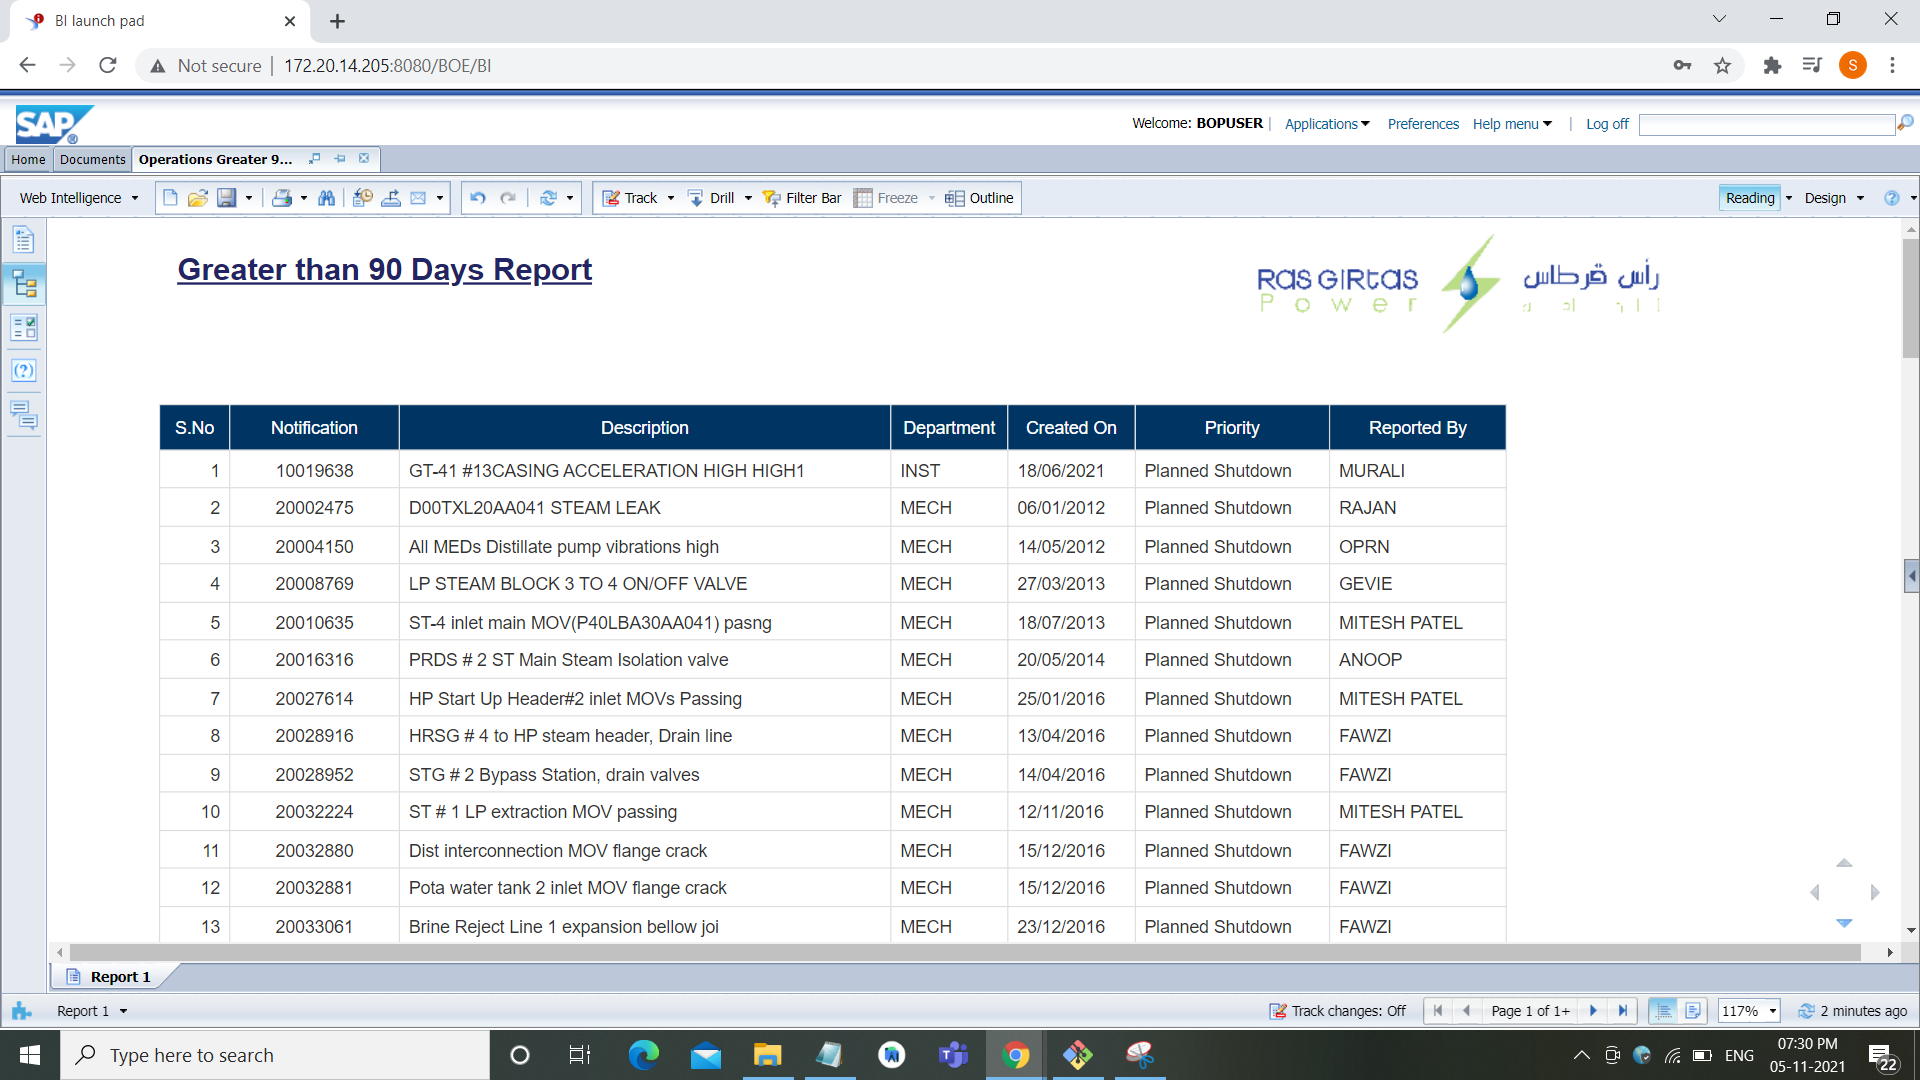 BI launch pad
Not secure 172.20.14.205:8080/BOE/BI S
SAP
Welcome: BOPUSER Applications Preferences Help menu Log off
Home Documents Operations Greater 9...
Web Intelligence Track Drill Filter Bar Freeze Outline Reading Design
Greater than 90 Days Report
RAS GIRTAS رأس قرطاس
Power
S.No Notification Description Department Created On Priority Reported By
1 10019638 GT-41 #13CASING ACCELERATION HIGH HIGH1 INST 18/06/2021 Planned Shutdown MURALI
2 20002475 D00TXL20AA041 STEAM LEAK MECH 06/01/2012 Planned Shutdown RAJAN
3 20004150 All MEDs Distillate pump vibrations high MECH 14/05/2012 Planned Shutdown OPRN
4 20008769 LP STEAM BLOCK 3 TO 4 ON/OFF VALVE MECH 27/03/2013 Planned Shutdown GEVIE
5 20010635 ST-4 inlet main MOV(P40LBA30AA041) pasng MECH 18/07/2013 Planned Shutdown MITESH PATEL
6 20016316 PRDS # 2 ST Main Steam Isolation valve MECH 20/05/2014 Planned Shutdown ANOOP
7 20027614 HP Start Up Header#2 inlet MOVs Passing MECH 25/01/2016 Planned Shutdown MITESH PATEL
8 20028916 HRSG # 4 to HP steam header, Drain line MECH 13/04/2016 Planned Shutdown FAWZI
9 20028952 STG # 2 Bypass Station, drain valves MECH 14/04/2016 Planned Shutdown FAWZI
10 20032224 ST # 1 LP extraction MOV passing MECH 12/11/2016 Planned Shutdown MITESH PATEL
11 20032880 Dist interconnection MOV flange crack MECH 15/12/2016 Planned Shutdown FAWZI
12 20032881 Pota water tank 2 inlet MOV flange crack MECH 15/12/2016 Planned Shutdown FAWZI
13 20033061 Brine Reject Line 1 expansion bellow joi MECH 23/12/2016 Planned Shutdown FAWZI
Report 1
Report 1 Track changes: Off Page 1 of 1+ 117% 2 minutes ago
Type here to search ENG 07:30 PM
05-11-2021 22